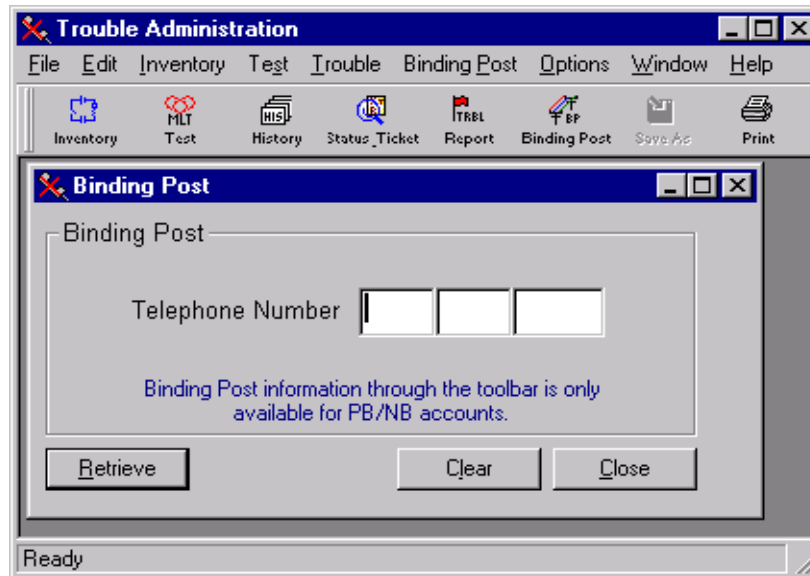 Trouble Administration
File Edit Inventory Test Trouble Binding Post Options Window Help
HIS TRBL BP
MLT
Inventory Test History Status_Ticket Report Binding Post Save As Print
Binding Post
Binding Post
Telephone Number
Binding Post information through the toolbar is only
available for PB/NB accounts.
Retrieve Clear Close
Ready